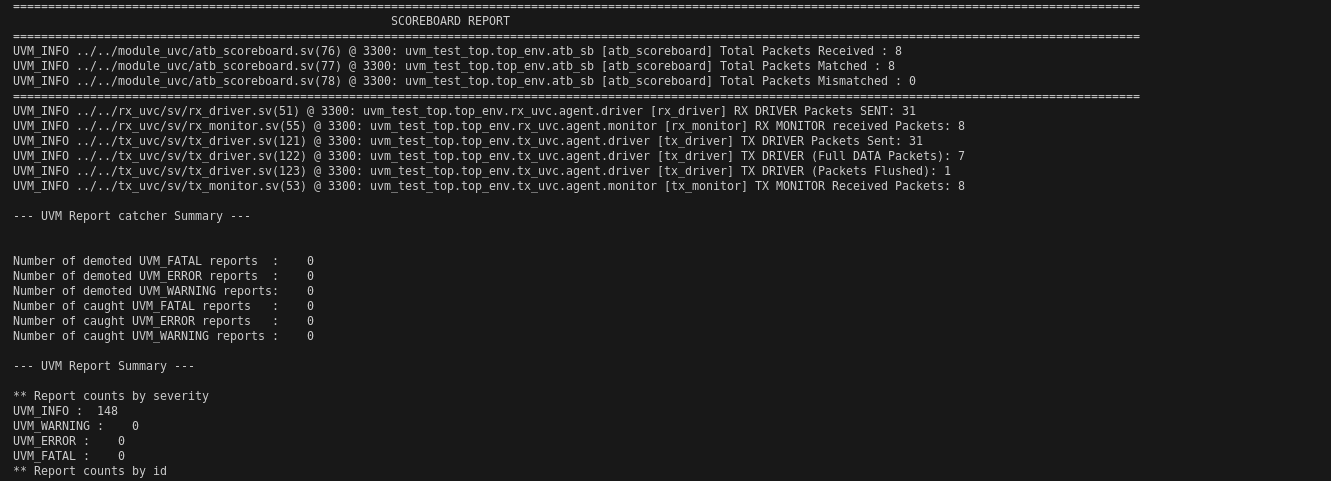 ================================================================================================================================================================
SCOREBOARD REPORT
================================================================================================================================================================
UVM_INFO ../../module_uvc/atb_scoreboard.sv(76) @ 3300: uvm_test_top.top_env.atb_sb [atb_scoreboard] Total Packets Received : 8
UVM_INFO ../../module_uvc/atb_scoreboard.sv(77) @ 3300: uvm_test_top.top_env.atb_sb [atb_scoreboard] Total Packets Matched : 8
UVM_INFO ../../module_uvc/atb_scoreboard.sv(78) @ 3300: uvm_test_top.top_env.atb_sb [atb_scoreboard] Total Packets Mismatched : 0
================================================================================================================================================================
UVM_INFO ../../rx_uvc/sv/rx_driver.sv(51) @ 3300: uvm_test_top.top_env.rx_uvc.agent.driver [rx_driver] RX DRIVER Packets SENT: 31
UVM_INFO ../../rx_uvc/sv/rx_monitor.sv(55) @ 3300: uvm_test_top.top_env.rx_uvc.agent.monitor [rx_monitor] RX MONITOR received Packets: 8
UVM_INFO ../../tx_uvc/sv/tx_driver.sv(121) @ 3300: uvm_test_top.top_env.tx_uvc.agent.driver [tx_driver] TX DRIVER Packets Sent: 31
UVM_INFO ../../tx_uvc/sv/tx_driver.sv(122) @ 3300: uvm_test_top.top_env.tx_uvc.agent.driver [tx_driver] TX DRIVER (Full DATA Packets): 7
UVM_INFO ../../tx_uvc/sv/tx_driver.sv(123) @ 3300: uvm_test_top.top_env.tx_uvc.agent.driver [tx_driver] TX DRIVER (Packets Flushed): 1
UVM_INFO ../../tx_uvc/sv/tx_monitor.sv(53) @ 3300: uvm_test_top.top_env.tx_uvc.agent.monitor [tx_monitor] TX MONITOR Received Packets: 8
--- UVM Report catcher Summary ---
Number of demoted UVM_FATAL reports  :    0
Number of demoted UVM_ERROR reports  :    0
Number of demoted UVM_WARNING reports:    0
Number of caught UVM_FATAL reports   :    0
Number of caught UVM_ERROR reports   :    0
Number of caught UVM_WARNING reports :    0
--- UVM Report Summary ---
** Report counts by severity
UVM_INFO :  148
UVM_WARNING :    0
UVM_ERROR :    0
UVM_FATAL :    0
** Report counts by id